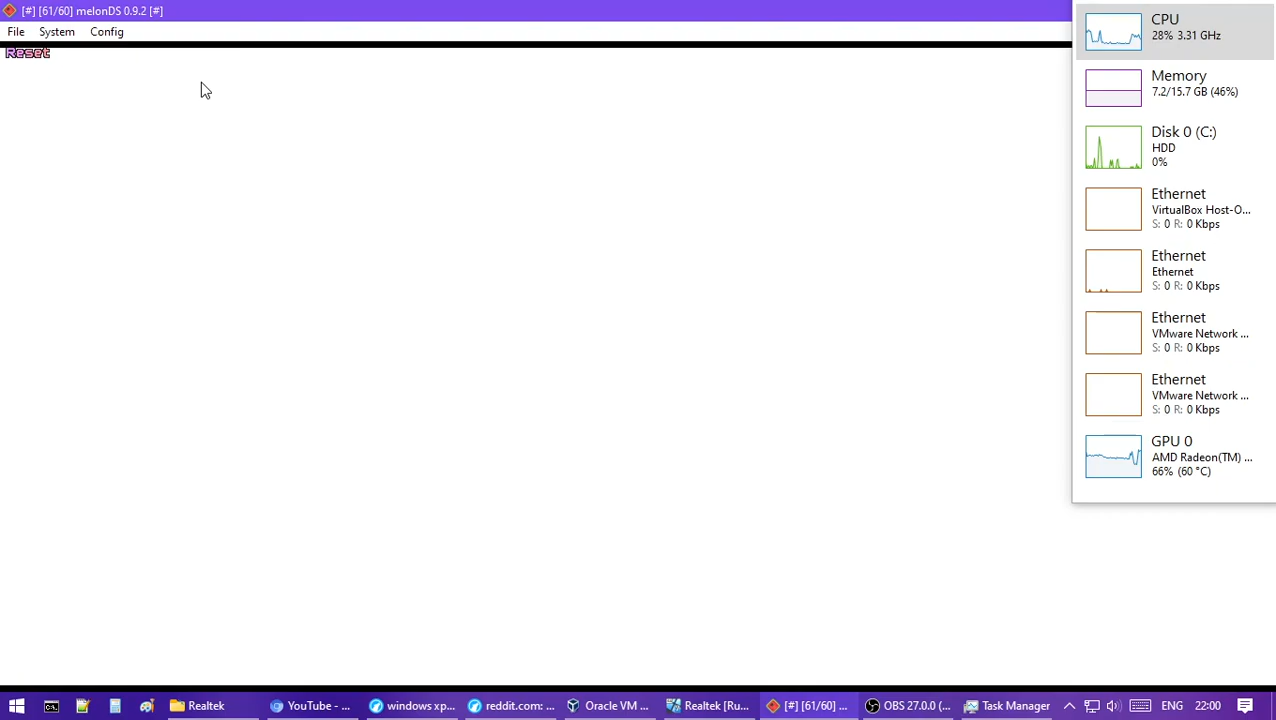 [#] [61/60] melonDS 0.9.2 [#]
File System Config
Reset
CPU
28% 3.31 GHz
Memory
7.2/15.7 GB (46%)
Disk 0 (C:)
HDD
0%
Ethernet
VirtualBox Host-O...
S: 0 R: 0 Kbps
Ethernet
Ethernet
S: 0 R: 0 Kbps
Ethernet
VMware Network ...
S: 0 R: 0 Kbps
Ethernet
VMware Network ...
S: 0 R: 0 Kbps
GPU 0
AMD Radeon(TM) ...
66% (60 °C)
Realtek YouTube - ... windows xp... reddit.com: ... Oracle VM ... Realtek [Ru... [#] [61/60] ... OBS 27.0.0 (... Task Manager ENG 22:00